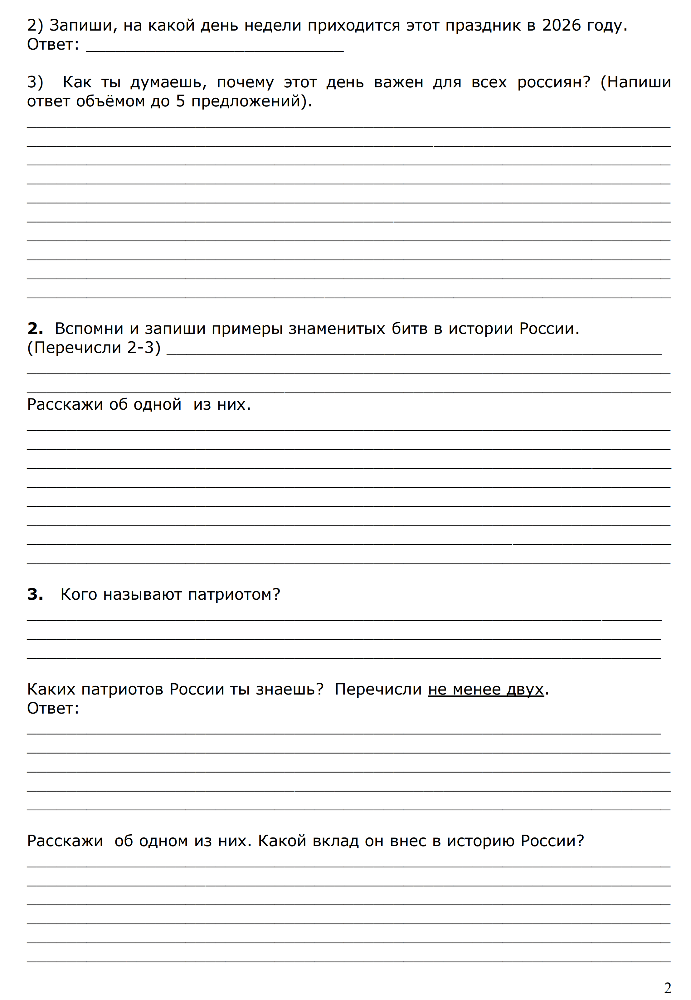 2) Запиши, на какой день недели приходится этот праздник в 2026 году.
Ответ: __________________________
3) Как ты думаешь, почему этот день важен для всех россиян? (Напиши
ответ объёмом до 5 предложений).
2. Вспомни и запиши примеры знаменитых битв в истории России.
(Перечисли 2-3) __________________________________________________
Расскажи об одной из них.
3. Кого называют патриотом?
Каких патриотов России ты знаешь? Перечисли не менее двух.
Ответ:
Расскажи об одном из них. Какой вклад он внес в историю России?
2